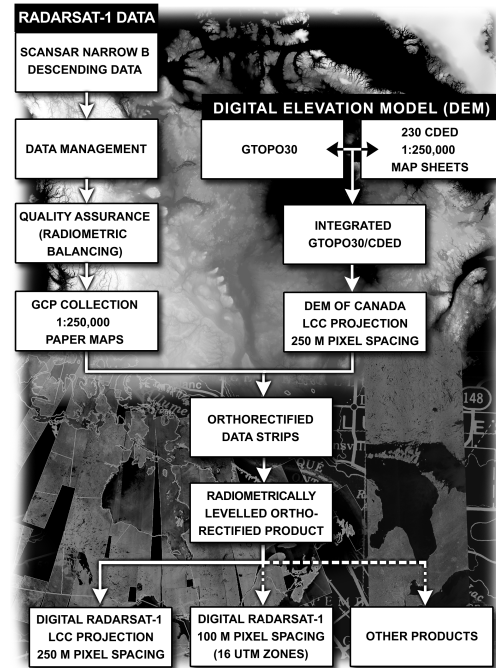 RADARSAT-1 DATA
SCANSAR NARROW B
DESCENDING DATA
DATA MANAGEMENT
QUALITY ASSURANCE
(RADIOMETRIC
BALANCING)
GCP COLLECTION
1:250,000
PAPER MAPS
DIGITAL ELEVATION MODEL (DEM)
GTOPO30
230 CDED
1:250,000
MAP SHEETS
INTEGRATED
GTOPO30/CDED
DEM OF CANADA
LCC PROJECTION
250 M PIXEL SPACING
148
ORTHORECTIFIED
DATA STRIPS
RADIOMETRICALLY
LEVELLED ORTHO-
RECTIFIED PRODUCT
DIGITAL RADARSAT-1
LCC PROJECTION
250 M PIXEL SPACING
DIGITAL RADARSAT-1
100 M PIXEL SPACING
(16 UTM ZONES)
OTHER PRODUCTS